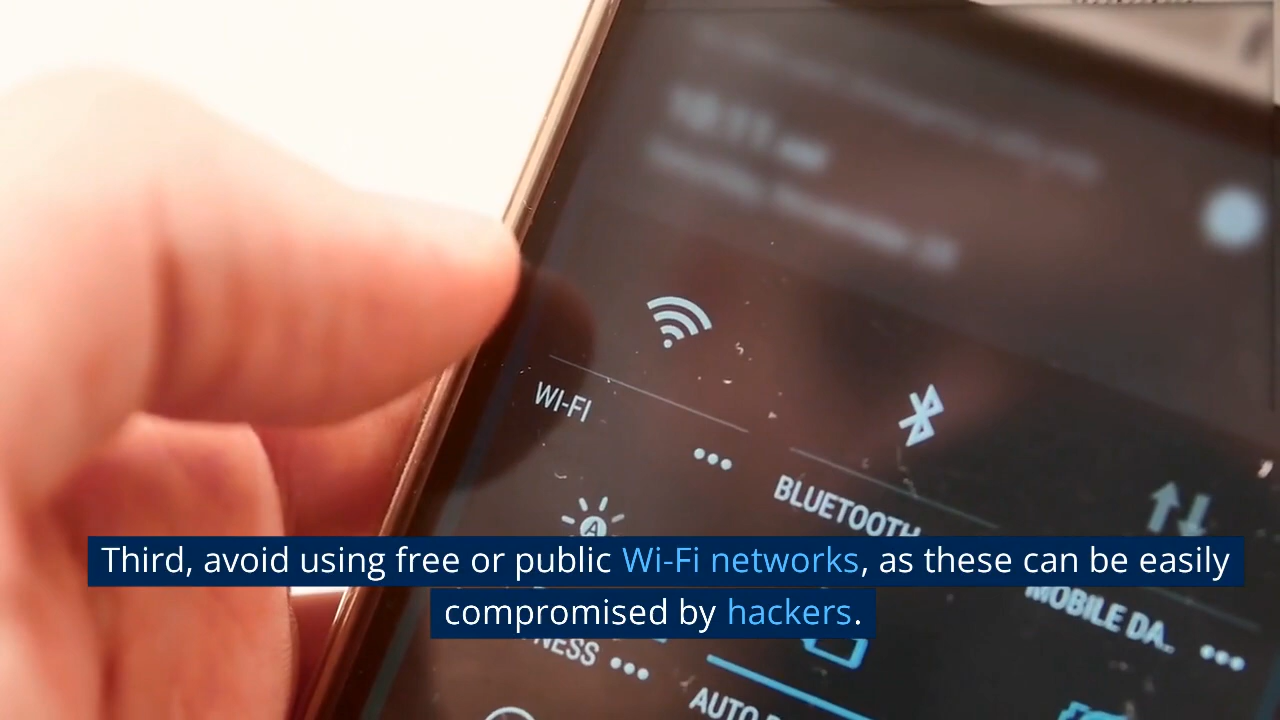 WI-FI
BLUETOOTH
Third, avoid using free or public Wi-Fi networks, as these can be easily
compromised by hackers.
MOBILE DA..
NESS
AUTO